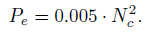 P_e = 0.005 · N_c^2.